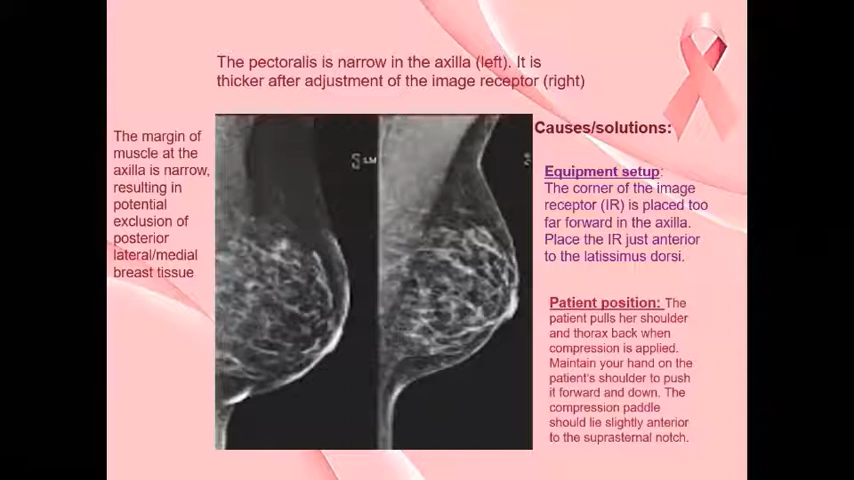 The pectoralis is narrow in the axilla (left). It is
thicker after adjustment of the image receptor (right)
The margin of
muscle at the
axilla is narrow,
resulting in
potential
exclusion of
posterior
lateral/medial
breast tissue
Causes/solutions:
Equipment setup:
The corner of the image
receptor (IR) is placed too
far forward in the axilla.
Place the IR just anterior
to the latissimus dorsi.
Patient position: The
patient pulls her shoulder
and thorax back when
compression is applied.
Maintain your hand on the
patient's shoulder to push
it forward and down. The
compression paddle
should lie slightly anterior
to the suprasternal notch.